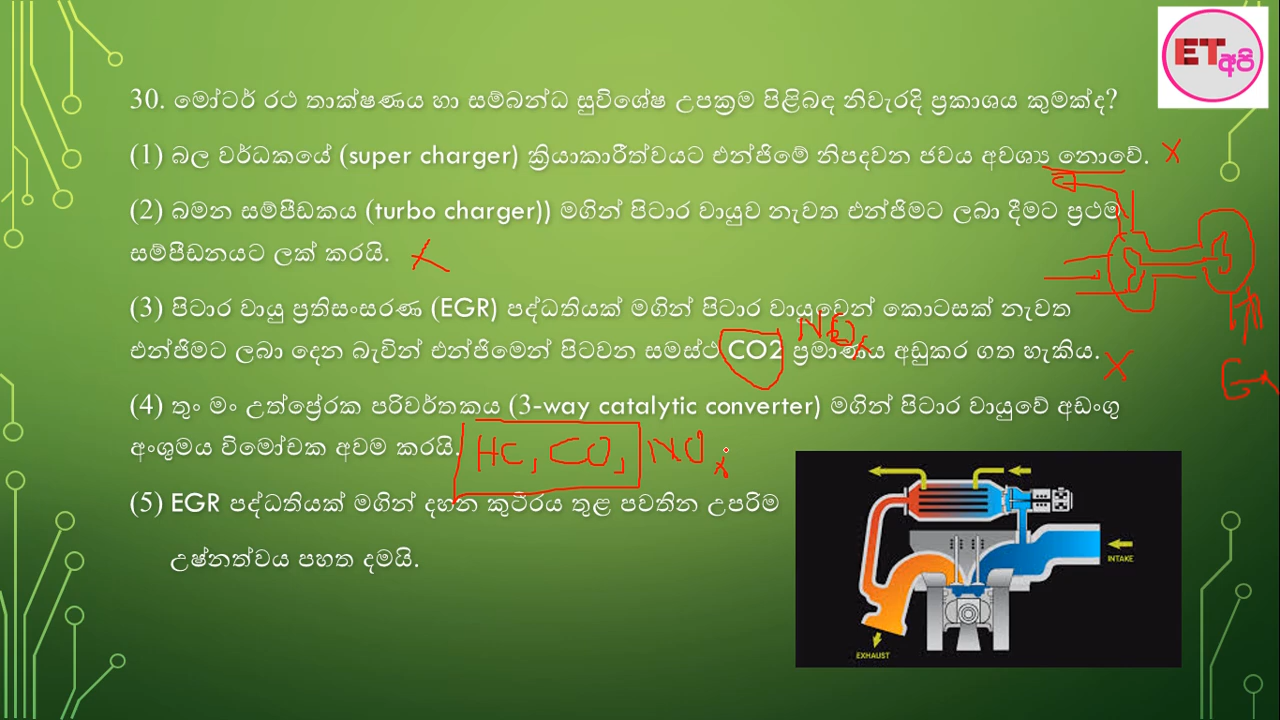 ET අපි
30. මෝටර් රථ තාක්ෂණය හා සම්බන්ධ සුවිශේෂ උපක්‍රම පිළිබඳ නිවැරදි ප්‍රකාශය කුමක්ද?
(1) බල වර්ධකයේ (super charger) ක්‍රියාකාරීත්වයට එන්ජිමේ නිපදවන ජවය අවශ්‍ය නොවේ.
(2) බමන සම්පීඩකය (turbo charger)) මගින් පිටාර වායුව නැවත එන්ජිමට ලබා දීමට ප්‍රථම
සම්පීඩනයට ලක් කරයි.
(3) පිටාර වායු ප්‍රතිසංසරණ (EGR) පද්ධතියක් මගින් පිටාර වායුවෙන් කොටසක් නැවත
එන්ජිමට ලබා දෙන බැවින් එන්ජිමෙන් පිටවන සමස්ථ CO2 ප්‍රමාණය අඩුකර ගත හැකිය.
(4) තුං මං උත්ප්‍රේරක පරිවර්තකය (3-way catalytic converter) මගින් පිටාර වායුවේ අඩංගු
අංශුමය විමෝචක අවම කරයි.
HC, CO, NOx
(5) EGR පද්ධතියක් මගින් දහන කුටීරය තුළ පවතින උපරිම
උෂ්නත්වය පහත දමයි.
INTAKE
EXHAUST